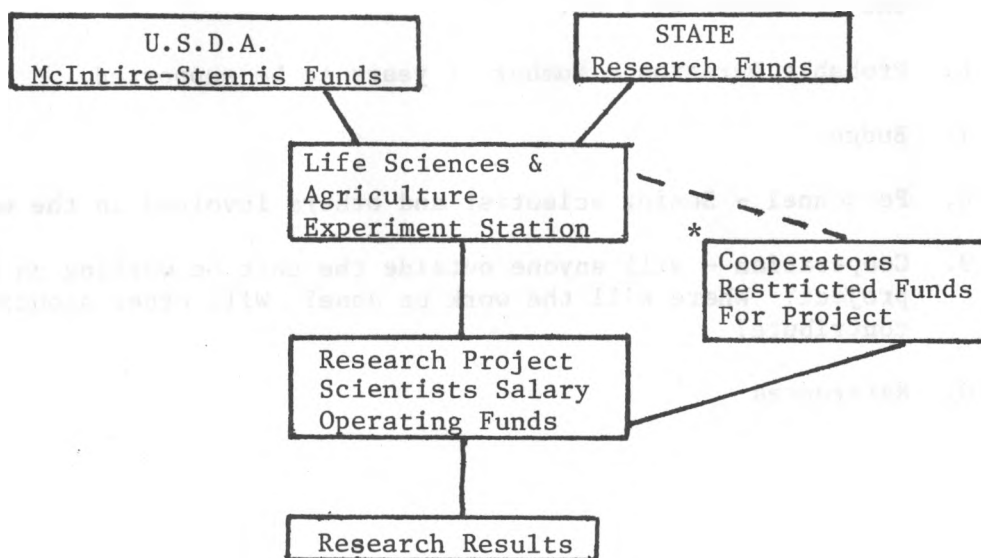 U.S.D.A.
McIntire-Stennis Funds
STATE
Research Funds
Life Sciences &
Agriculture
Experiment Station
*
Cooperators
Restricted Funds
For Project
Research Project
Scientists Salary
Operating Funds
Research Results